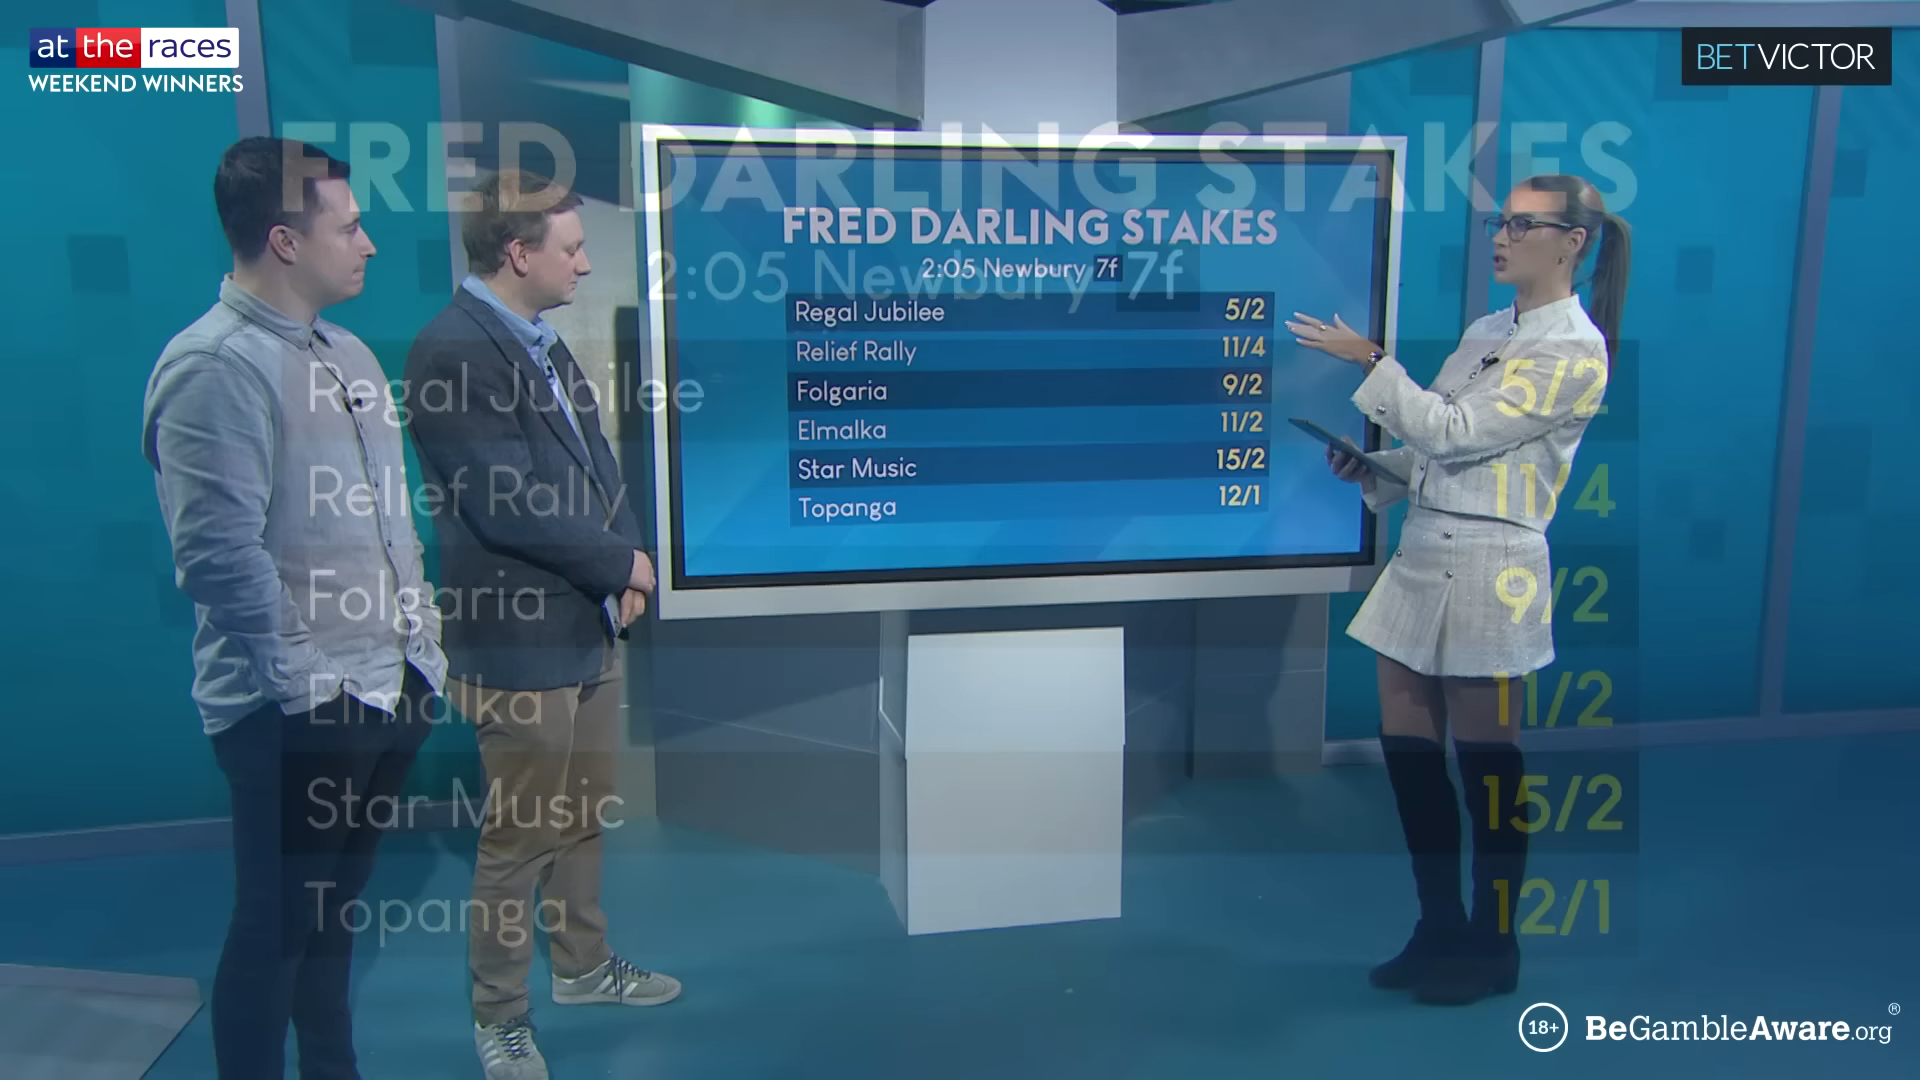 at the races
WEEKEND WINNERS
BETVICTOR
FRED DARLING STAKES
2:05 Newbury 7f
Regal Jubilee 5/2
Relief Rally 11/4
Folgaria 9/2
Elmalka 11/2
Star Music 15/2
Topanga 12/1
FRED DARLING STAKES
2:05 Newbury 7f
Regal Jubilee 5/2
Relief Rally 11/4
Folgaria 9/2
Elmalka 11/2
Star Music 15/2
Topanga 12/1
18+ BeGambleAware.org®